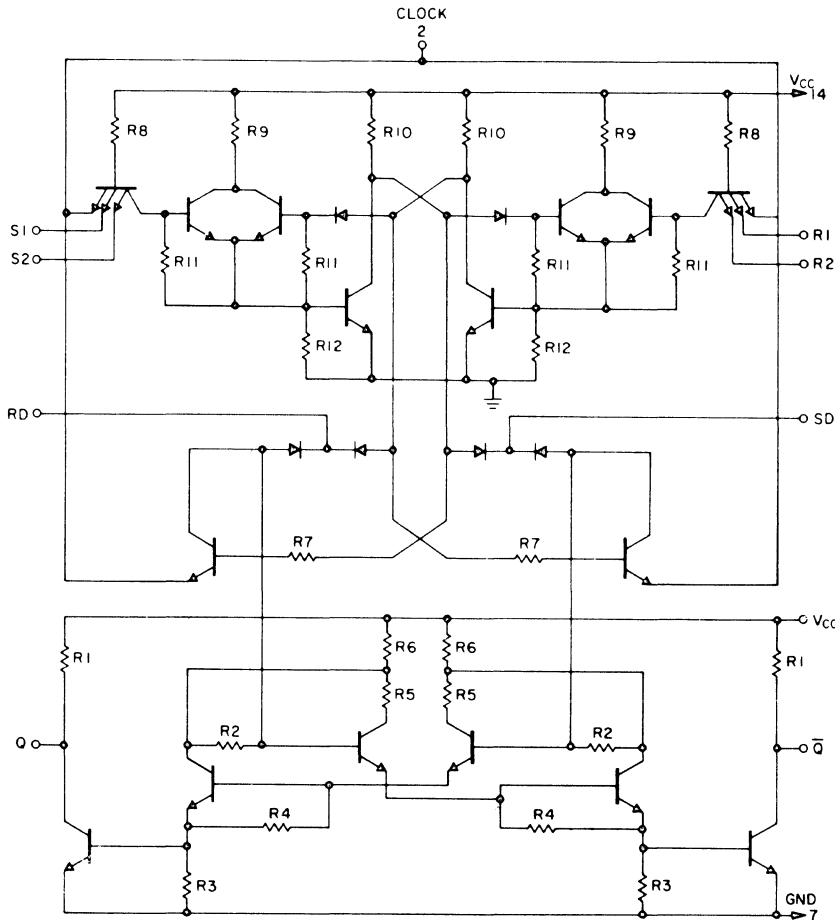 CLOCK
2
VCC
14
R8
R9
R10
R10
R9
R8
S1
S2
R1
R2
R11
R11
R11
R11
R12
R12
RD
SD
R7
R7
VCC
R1
R6
R6
R1
R5
R5
Q
R2
R2
Q̅
R4
R4
R3
R3
GND
7